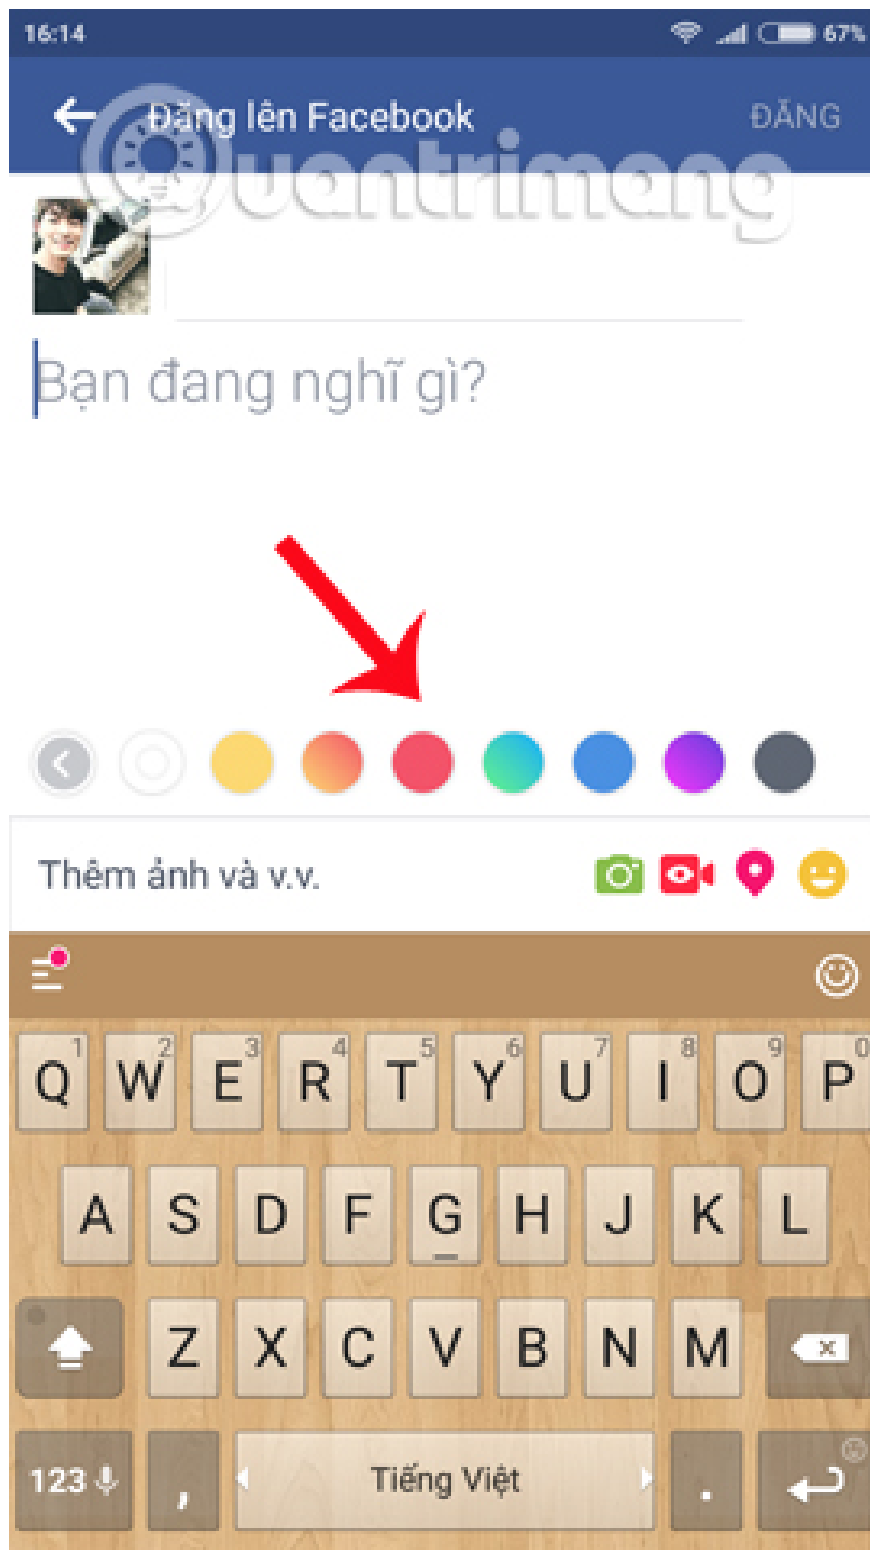 16:14 67%
Đăng lên Facebook ĐĂNG
Quantrimang
Bạn đang nghĩ gì?
Thêm ảnh và v.v.
1 2 3 4 5 6 7 8 9 0
Q W E R T Y U I O P
A S D F G H J K L
Z X C V B N M
123 , Tiếng Việt .